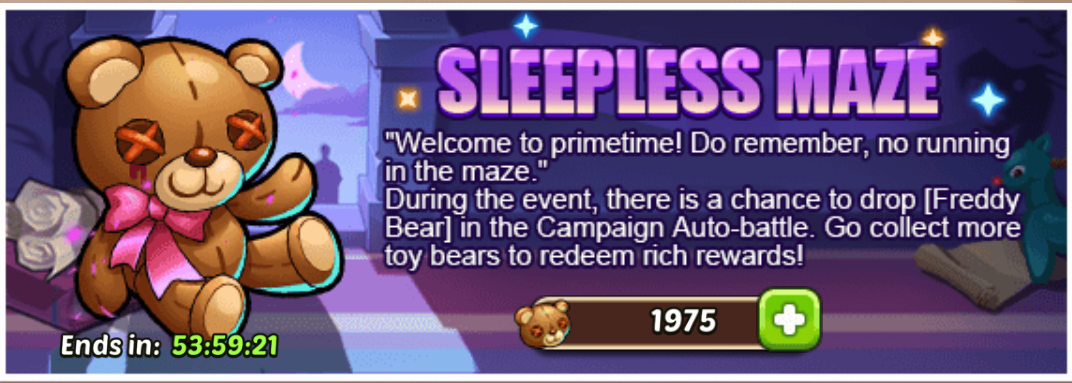 SLEEPLESS MAZE
"Welcome to primetime! Do remember, no running
in the maze."
During the event, there is a chance to drop [Freddy
Bear] in the Campaign Auto-battle. Go collect more
toy bears to redeem rich rewards!
1975
Ends in: 53:59:21